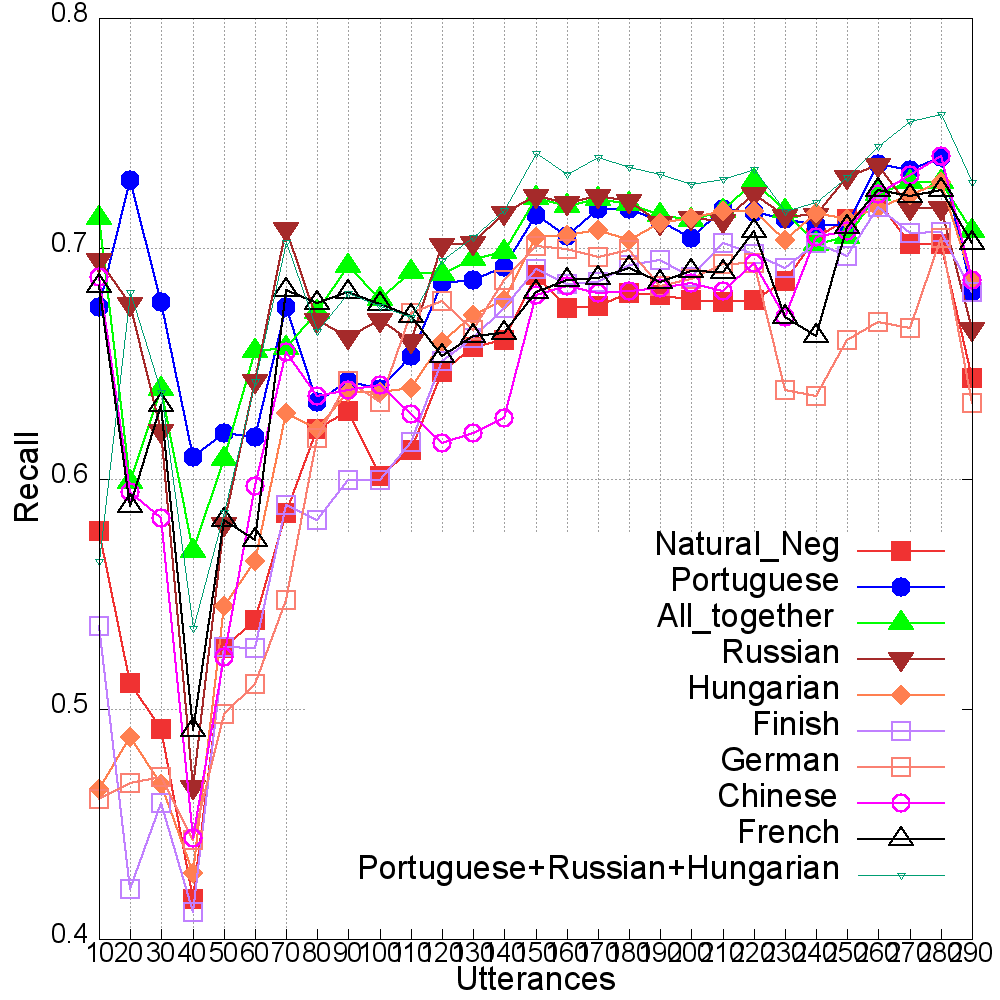 0.8
0.7
0.6
0.5
0.4
Recall
10 20 30 40 50 60 70 80 90 100 110 120 130 140 150 160 170 180 190 200 210 220 230 240 250 260 270 280 290
Utterances
Natural_Neg
Portuguese
All_together
Russian
Hungarian
Finish
German
Chinese
French
Portuguese+Russian+Hungarian